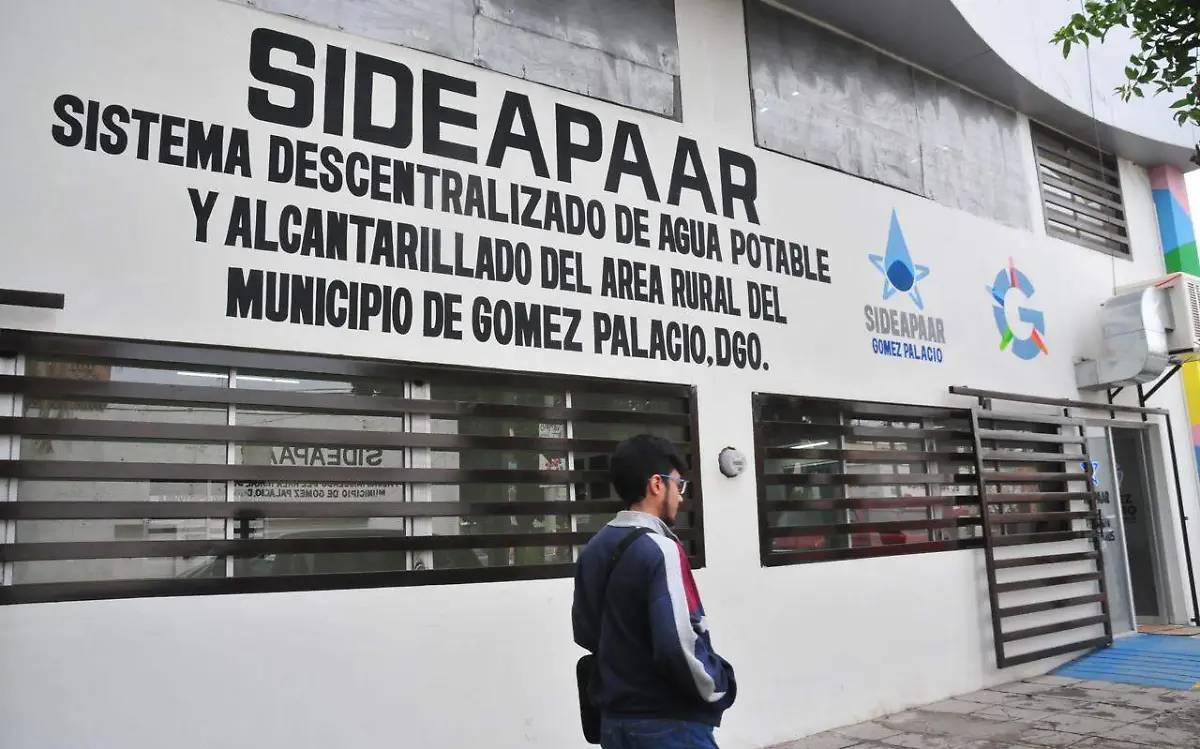 SIDEAPAAR
SISTEMA DESCENTRALIZADO DE AGUA POTABLE
Y ALCANTARILLADO DEL AREA RURAL DEL
MUNICIPIO DE GOMEZ PALACIO,DGO.
SIDEAPAAR
GOMEZ PALACIO
G